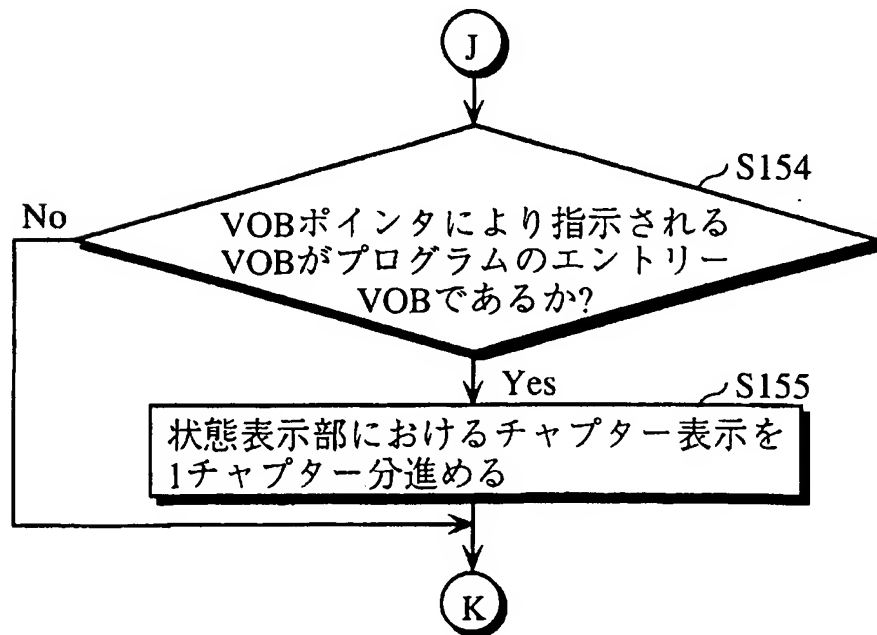 J
S154
No
VOBポインタにより指示される
VOBがプログラムのエントリー
VOBであるか?
Yes
S155
状態表示部におけるチャプター表示を
1チャプター分進める
K